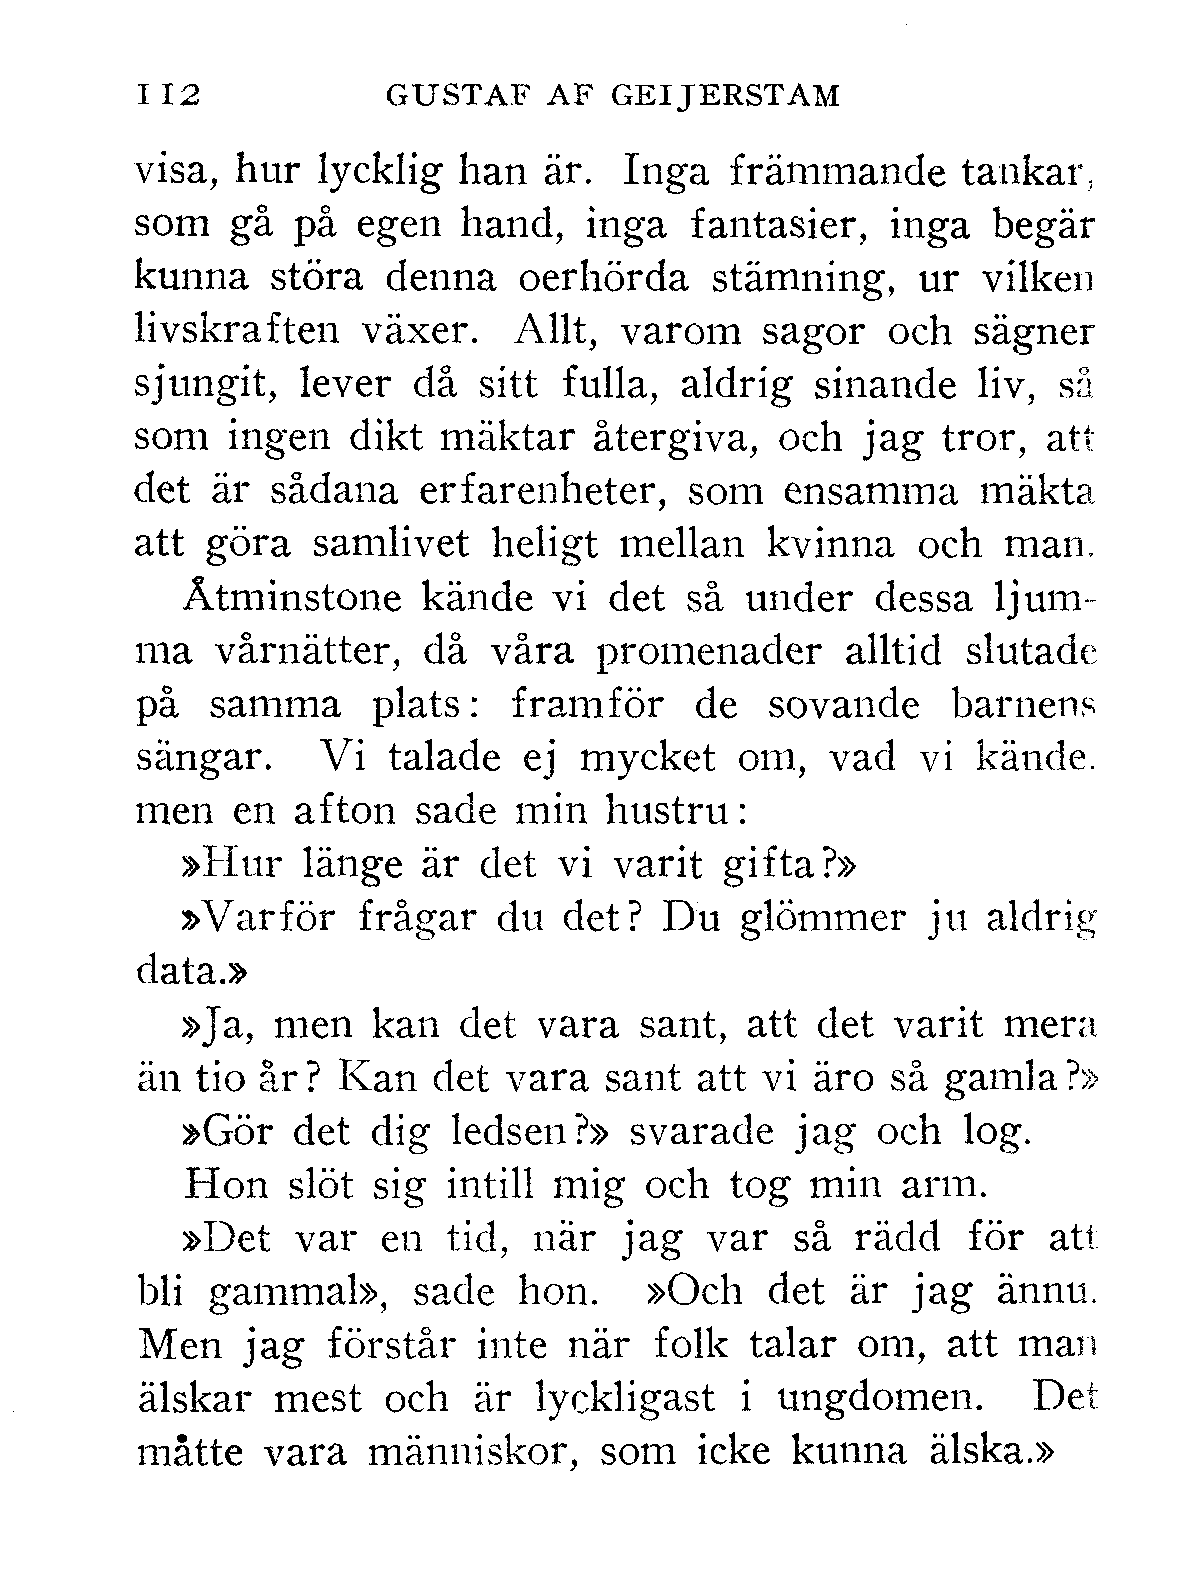 112 GUSTAF AF GEIJERSTAM
visa, hur lycklig han är. Inga främmande tankar,
som gå på egen hand, inga fantasier, inga begär
kunna störa denna oerhörda stämning, ur vilken
livskraften växer. Allt, varom sagor och sägner
sjungit, lever då sitt fulla, aldrig sinande liv, så
som ingen dikt mäktar återgiva, och jag tror, att
det är sådana erfarenheter, som ensamma mäkta
att göra samlivet heligt mellan kvinna och man.
Åtminstone kände vi det så under dessa ljum-
ma vårnätter, då våra promenader alltid slutade
på samma plats: framför de sovande barnens
sängar. Vi talade ej mycket om, vad vi kände.
men en afton sade min hustru:
»Hur länge är det vi varit gifta?»
»Varför frågar du det? Du glömmer ju aldrig
data.»
»Ja, men kan det vara sant, att det varit mera
än tio år? Kan det vara sant att vi äro så gamla?»
»Gör det dig ledsen?» svarade jag och log.
Hon slöt sig intill mig och tog min arm.
»Det var en tid, när jag var så rädd för att
bli gammal», sade hon. »Och det är jag ännu.
Men jag förstår inte när folk talar om, att man
älskar mest och är lyckligast i ungdomen. Det
måtte vara människor, som icke kunna älska.»